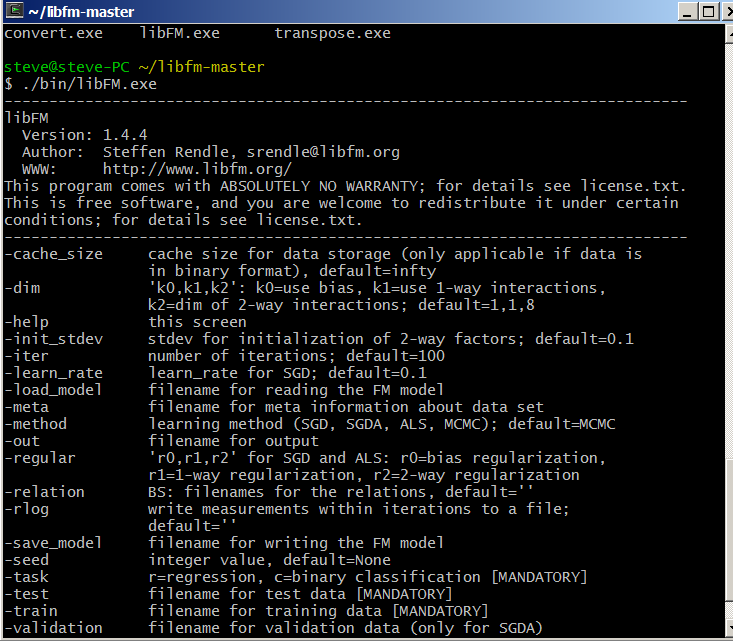 ~/libfm-master
convert.exe    libFM.exe      transpose.exe
steve@steve-PC ~/libfm-master
$ ./bin/libFM.exe
----------------------------------------------------------------------------
libFM
  Version: 1.4.4
  Author:  Steffen Rendle, srendle@libfm.org
  WWW:     http://www.libfm.org/
This program comes with ABSOLUTELY NO WARRANTY; for details see license.txt.
This is free software, and you are welcome to redistribute it under certain
conditions; for details see license.txt.
----------------------------------------------------------------------------
-cache_size     cache size for data storage (only applicable if data is
                in binary format), default=infty
-dim            'k0,k1,k2': k0=use bias, k1=use 1-way interactions,
                k2=dim of 2-way interactions; default=1,1,8
-help           this screen
-init_stdev     stdev for initialization of 2-way factors; default=0.1
-iter           number of iterations; default=100
-learn_rate     learn_rate for SGD; default=0.1
-load_model     filename for reading the FM model
-meta           filename for meta information about data set
-method         learning method (SGD, SGDA, ALS, MCMC); default=MCMC
-out            filename for output
-regular        'r0,r1,r2' for SGD and ALS: r0=bias regularization,
                r1=1-way regularization, r2=2-way regularization
-relation       BS: filenames for the relations, default=''
-rlog           write measurements within iterations to a file;
                default=''
-save_model     filename for writing the FM model
-seed           integer value, default=None
-task           r=regression, c=binary classification [MANDATORY]
-test           filename for test data [MANDATORY]
-train          filename for training data [MANDATORY]
-validation     filename for validation data (only for SGDA)